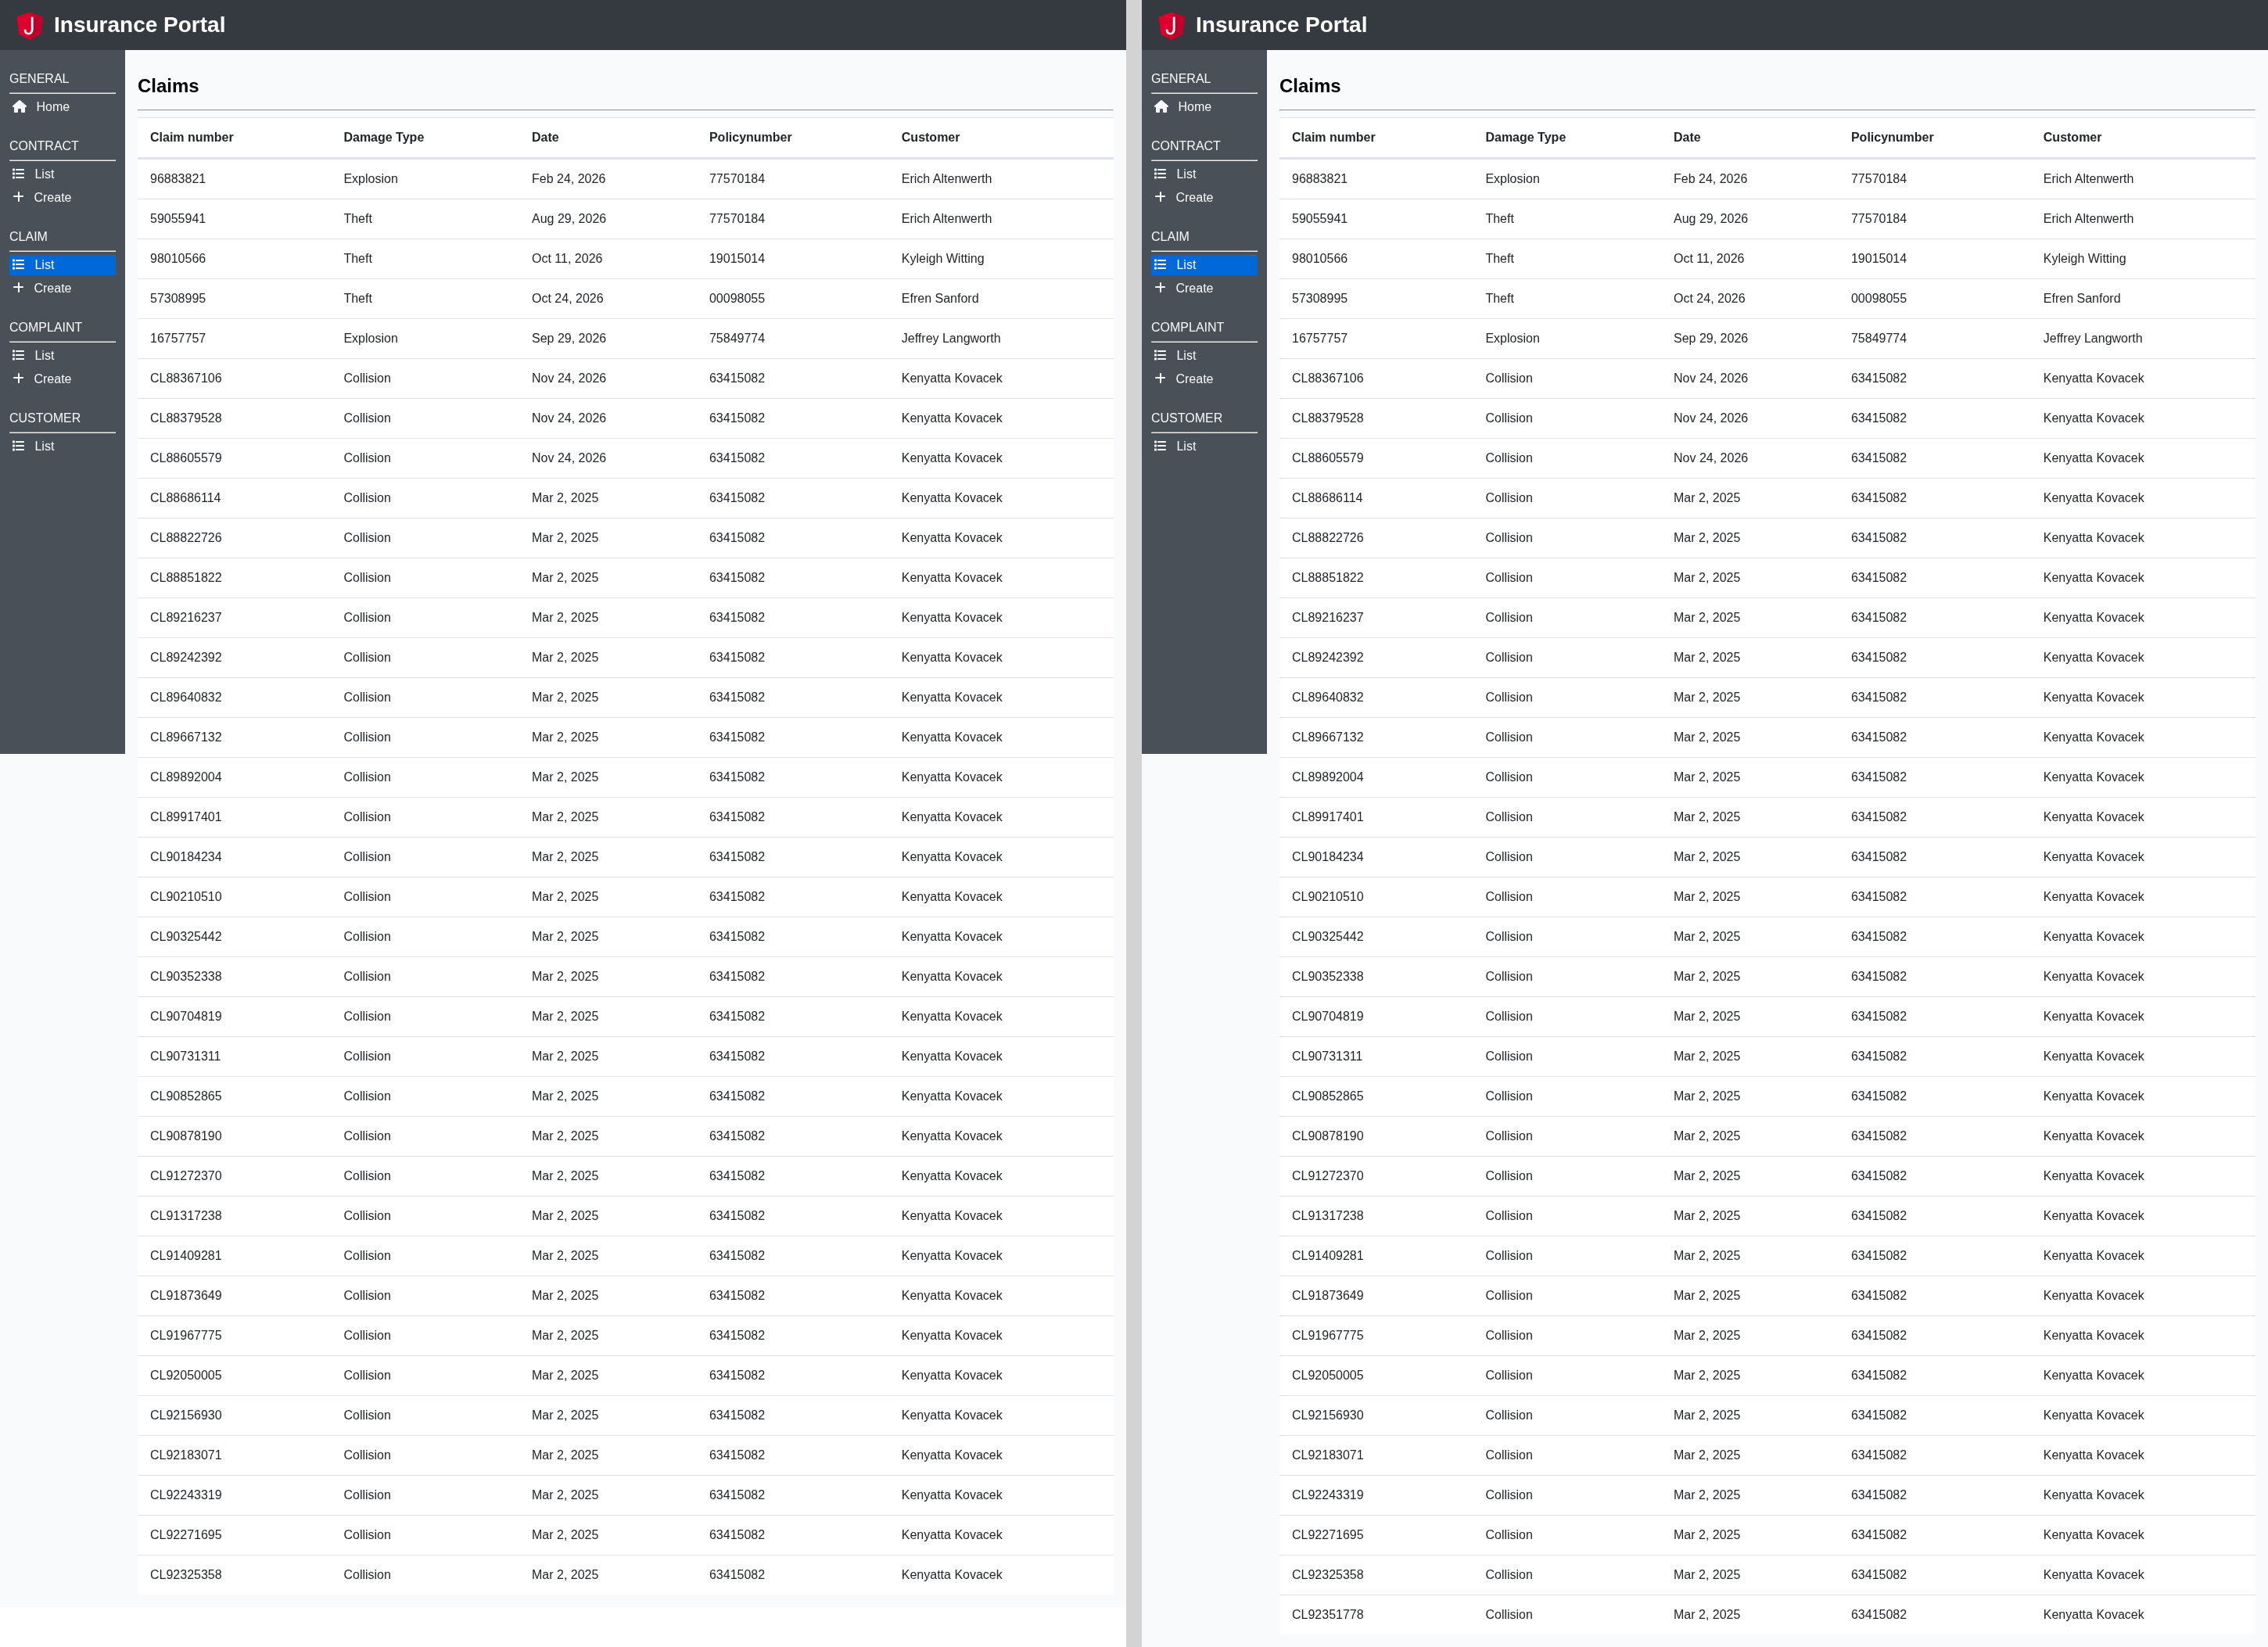 Insurance Portal
GENERAL
Home
CONTRACT
List
Create
CLAIM
List
Create
COMPLAINT
List
Create
CUSTOMER
List
Claims
Claim number Damage Type Date Policynumber Customer
96883821 Explosion Feb 24, 2026 77570184 Erich Altenwerth
59055941 Theft Aug 29, 2026 77570184 Erich Altenwerth
98010566 Theft Oct 11, 2026 19015014 Kyleigh Witting
57308995 Theft Oct 24, 2026 00098055 Efren Sanford
16757757 Explosion Sep 29, 2026 75849774 Jeffrey Langworth
CL88367106 Collision Nov 24, 2026 63415082 Kenyatta Kovacek
CL88379528 Collision Nov 24, 2026 63415082 Kenyatta Kovacek
CL88605579 Collision Nov 24, 2026 63415082 Kenyatta Kovacek
CL88686114 Collision Mar 2, 2025 63415082 Kenyatta Kovacek
CL88822726 Collision Mar 2, 2025 63415082 Kenyatta Kovacek
CL88851822 Collision Mar 2, 2025 63415082 Kenyatta Kovacek
CL89216237 Collision Mar 2, 2025 63415082 Kenyatta Kovacek
CL89242392 Collision Mar 2, 2025 63415082 Kenyatta Kovacek
CL89640832 Collision Mar 2, 2025 63415082 Kenyatta Kovacek
CL89667132 Collision Mar 2, 2025 63415082 Kenyatta Kovacek
CL89892004 Collision Mar 2, 2025 63415082 Kenyatta Kovacek
CL89917401 Collision Mar 2, 2025 63415082 Kenyatta Kovacek
CL90184234 Collision Mar 2, 2025 63415082 Kenyatta Kovacek
CL90210510 Collision Mar 2, 2025 63415082 Kenyatta Kovacek
CL90325442 Collision Mar 2, 2025 63415082 Kenyatta Kovacek
CL90352338 Collision Mar 2, 2025 63415082 Kenyatta Kovacek
CL90704819 Collision Mar 2, 2025 63415082 Kenyatta Kovacek
CL90731311 Collision Mar 2, 2025 63415082 Kenyatta Kovacek
CL90852865 Collision Mar 2, 2025 63415082 Kenyatta Kovacek
CL90878190 Collision Mar 2, 2025 63415082 Kenyatta Kovacek
CL91272370 Collision Mar 2, 2025 63415082 Kenyatta Kovacek
CL91317238 Collision Mar 2, 2025 63415082 Kenyatta Kovacek
CL91409281 Collision Mar 2, 2025 63415082 Kenyatta Kovacek
CL91873649 Collision Mar 2, 2025 63415082 Kenyatta Kovacek
CL91967775 Collision Mar 2, 2025 63415082 Kenyatta Kovacek
CL92050005 Collision Mar 2, 2025 63415082 Kenyatta Kovacek
CL92156930 Collision Mar 2, 2025 63415082 Kenyatta Kovacek
CL92183071 Collision Mar 2, 2025 63415082 Kenyatta Kovacek
CL92243319 Collision Mar 2, 2025 63415082 Kenyatta Kovacek
CL92271695 Collision Mar 2, 2025 63415082 Kenyatta Kovacek
CL92325358 Collision Mar 2, 2025 63415082 Kenyatta Kovacek
Insurance Portal
GENERAL
Home
CONTRACT
List
Create
CLAIM
List
Create
COMPLAINT
List
Create
CUSTOMER
List
Claims
Claim number Damage Type Date Policynumber Customer
96883821 Explosion Feb 24, 2026 77570184 Erich Altenwerth
59055941 Theft Aug 29, 2026 77570184 Erich Altenwerth
98010566 Theft Oct 11, 2026 19015014 Kyleigh Witting
57308995 Theft Oct 24, 2026 00098055 Efren Sanford
16757757 Explosion Sep 29, 2026 75849774 Jeffrey Langworth
CL88367106 Collision Nov 24, 2026 63415082 Kenyatta Kovacek
CL88379528 Collision Nov 24, 2026 63415082 Kenyatta Kovacek
CL88605579 Collision Nov 24, 2026 63415082 Kenyatta Kovacek
CL88686114 Collision Mar 2, 2025 63415082 Kenyatta Kovacek
CL88822726 Collision Mar 2, 2025 63415082 Kenyatta Kovacek
CL88851822 Collision Mar 2, 2025 63415082 Kenyatta Kovacek
CL89216237 Collision Mar 2, 2025 63415082 Kenyatta Kovacek
CL89242392 Collision Mar 2, 2025 63415082 Kenyatta Kovacek
CL89640832 Collision Mar 2, 2025 63415082 Kenyatta Kovacek
CL89667132 Collision Mar 2, 2025 63415082 Kenyatta Kovacek
CL89892004 Collision Mar 2, 2025 63415082 Kenyatta Kovacek
CL89917401 Collision Mar 2, 2025 63415082 Kenyatta Kovacek
CL90184234 Collision Mar 2, 2025 63415082 Kenyatta Kovacek
CL90210510 Collision Mar 2, 2025 63415082 Kenyatta Kovacek
CL90325442 Collision Mar 2, 2025 63415082 Kenyatta Kovacek
CL90352338 Collision Mar 2, 2025 63415082 Kenyatta Kovacek
CL90704819 Collision Mar 2, 2025 63415082 Kenyatta Kovacek
CL90731311 Collision Mar 2, 2025 63415082 Kenyatta Kovacek
CL90852865 Collision Mar 2, 2025 63415082 Kenyatta Kovacek
CL90878190 Collision Mar 2, 2025 63415082 Kenyatta Kovacek
CL91272370 Collision Mar 2, 2025 63415082 Kenyatta Kovacek
CL91317238 Collision Mar 2, 2025 63415082 Kenyatta Kovacek
CL91409281 Collision Mar 2, 2025 63415082 Kenyatta Kovacek
CL91873649 Collision Mar 2, 2025 63415082 Kenyatta Kovacek
CL91967775 Collision Mar 2, 2025 63415082 Kenyatta Kovacek
CL92050005 Collision Mar 2, 2025 63415082 Kenyatta Kovacek
CL92156930 Collision Mar 2, 2025 63415082 Kenyatta Kovacek
CL92183071 Collision Mar 2, 2025 63415082 Kenyatta Kovacek
CL92243319 Collision Mar 2, 2025 63415082 Kenyatta Kovacek
CL92271695 Collision Mar 2, 2025 63415082 Kenyatta Kovacek
CL92325358 Collision Mar 2, 2025 63415082 Kenyatta Kovacek
CL92351778 Collision Mar 2, 2025 63415082 Kenyatta Kovacek